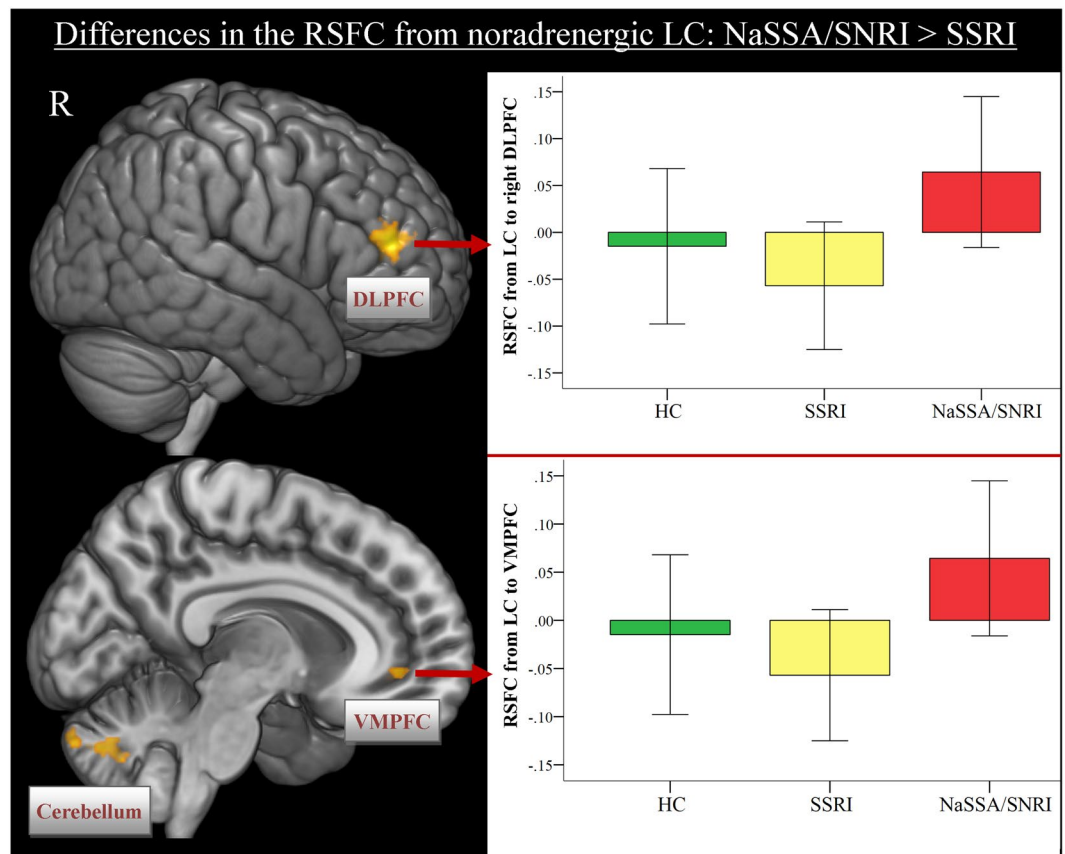 Differences in the RSFC from noradrenergic LC: NaSSA/SNRI > SSRI
R
DLPFC
RSFC from LC to right DLPFC
.15
.10
.05
.00
-.05
-.10
-.15
HC
SSRI
NaSSA/SNRI
VMPFC
Cerebellum
RSFC from LC to VMPFC
.15
.10
.05
.00
-.05
-.10
-.15
HC
SSRI
NaSSA/SNRI